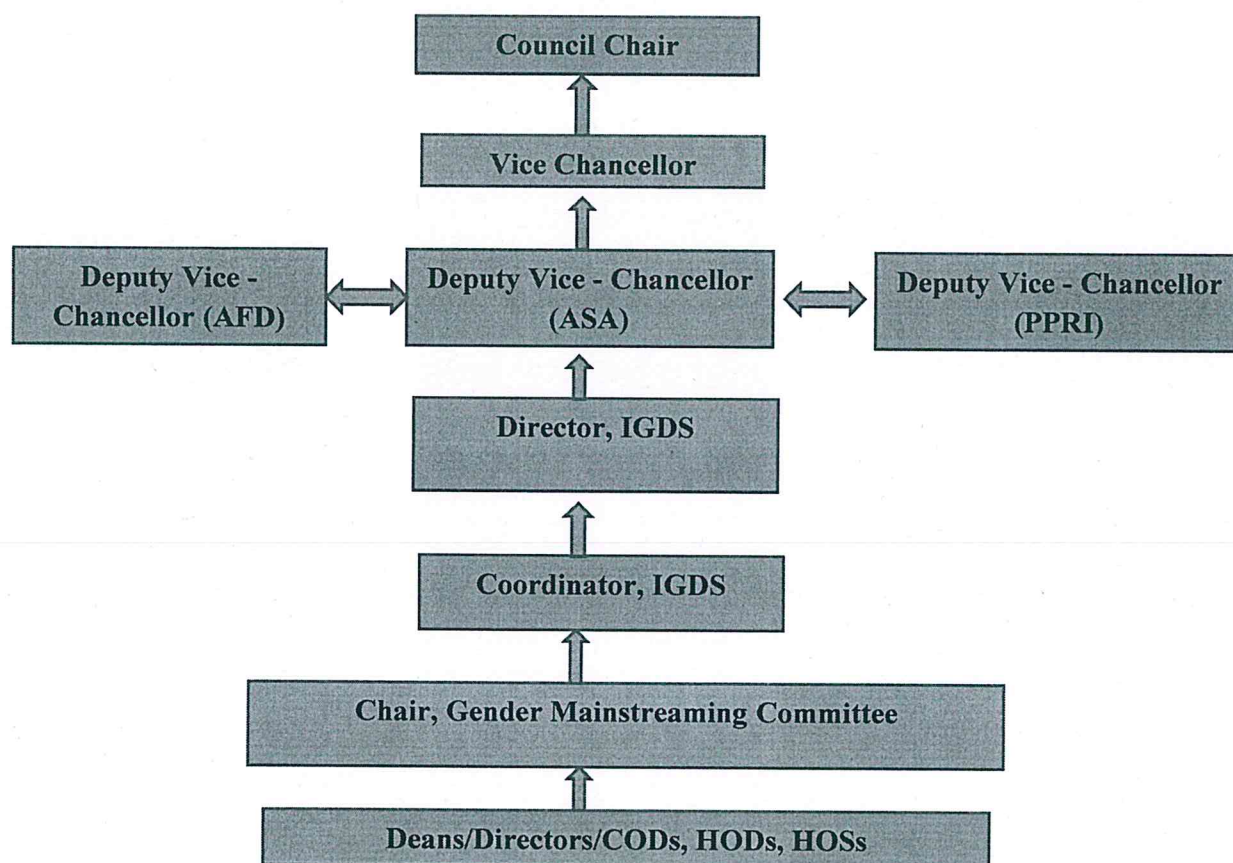 Council Chair
Vice Chancellor
Deputy Vice -
Chancellor (AFD)
Deputy Vice - Chancellor
(ASA)
Deputy Vice - Chancellor
(PPRI)
Director, IGDS
Coordinator, IGDS
Chair, Gender Mainstreaming Committee
Deans/Directors/CODs, HODs, HOSs